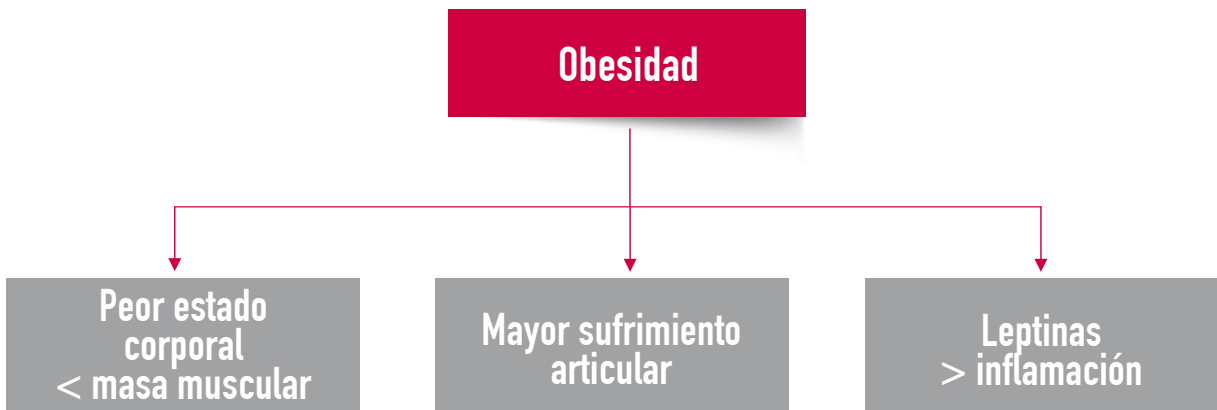 Obesidad
Peor estado
corporal
< masa muscular
Mayor sufrimiento
articular
Leptinas
> inflamación